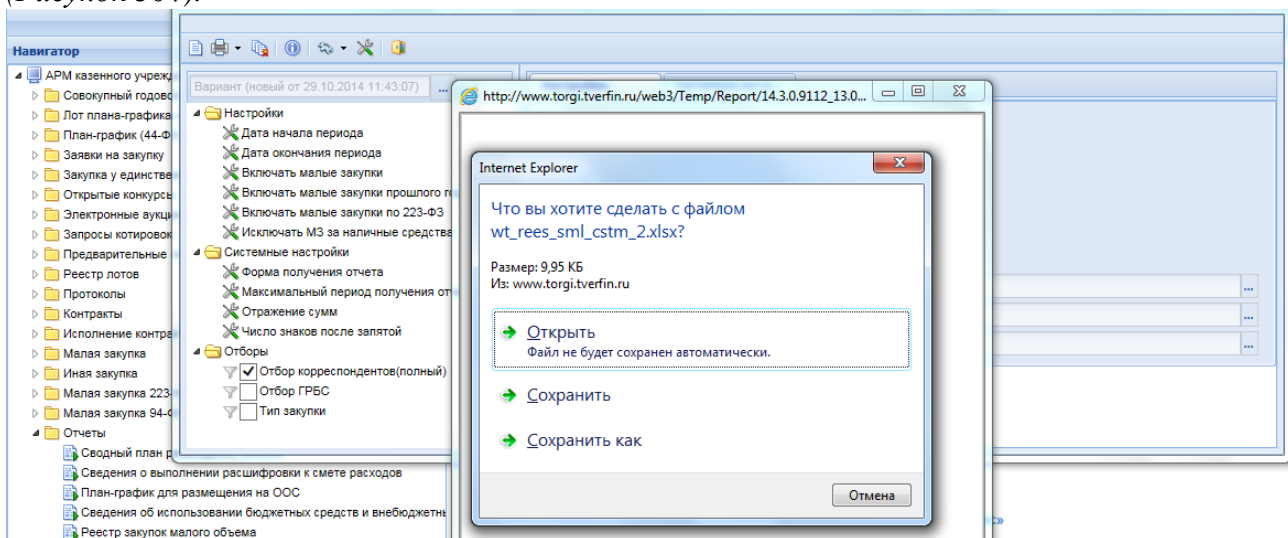 Навигатор
АРМ казенного учрежд
Совокупный годово
Лот плана-графика
План-график (44-Ф
Заявки на закупку
Закупка у единстве
Открытые конкурсы
Электронные аукци
Запросы котировок
Предварительные
Реестр лотов
Протоколы
Контракты
Исполнение контра
Малая закупка
Иная закупка
Малая закупка 223-
Малая закупка 94-Ф
Отчеты
Сводный план р
Сведения о выполнении расшифровки к смете расходов
План-график для размещения на ООС
Сведения об использовании бюджетных средств и внебюджетн
Реестр закупок малого объема
Вариант (новый от 29.10.2014 11:43:07) ...
Настройки
Дата начала периода
Дата окончания периода
Включать малые закупки
Включать малые закупки прошлого го
Включать малые закупки по 223-ФЗ
Исключать МЗ за наличные средства
Системные настройки
Форма получения отчета
Максимальный период получения отч
Отражение сумм
Число знаков после запятой
Отборы
Отбор корреспондентов(полный)
Отбор ГРБС
Тип закупки
http://www.torgi.tverfin.ru/web3/Temp/Report/14.3.0.9112_13.0...
Internet Explorer
Что вы хотите сделать с файлом
wt_rees_sml_cstm_2.xlsx?
Размер: 9,95 КБ
Из: www.torgi.tverfin.ru
Открыть
Файл не будет сохранен автоматически.
Сохранить
Сохранить как
Отмена
...
...
...